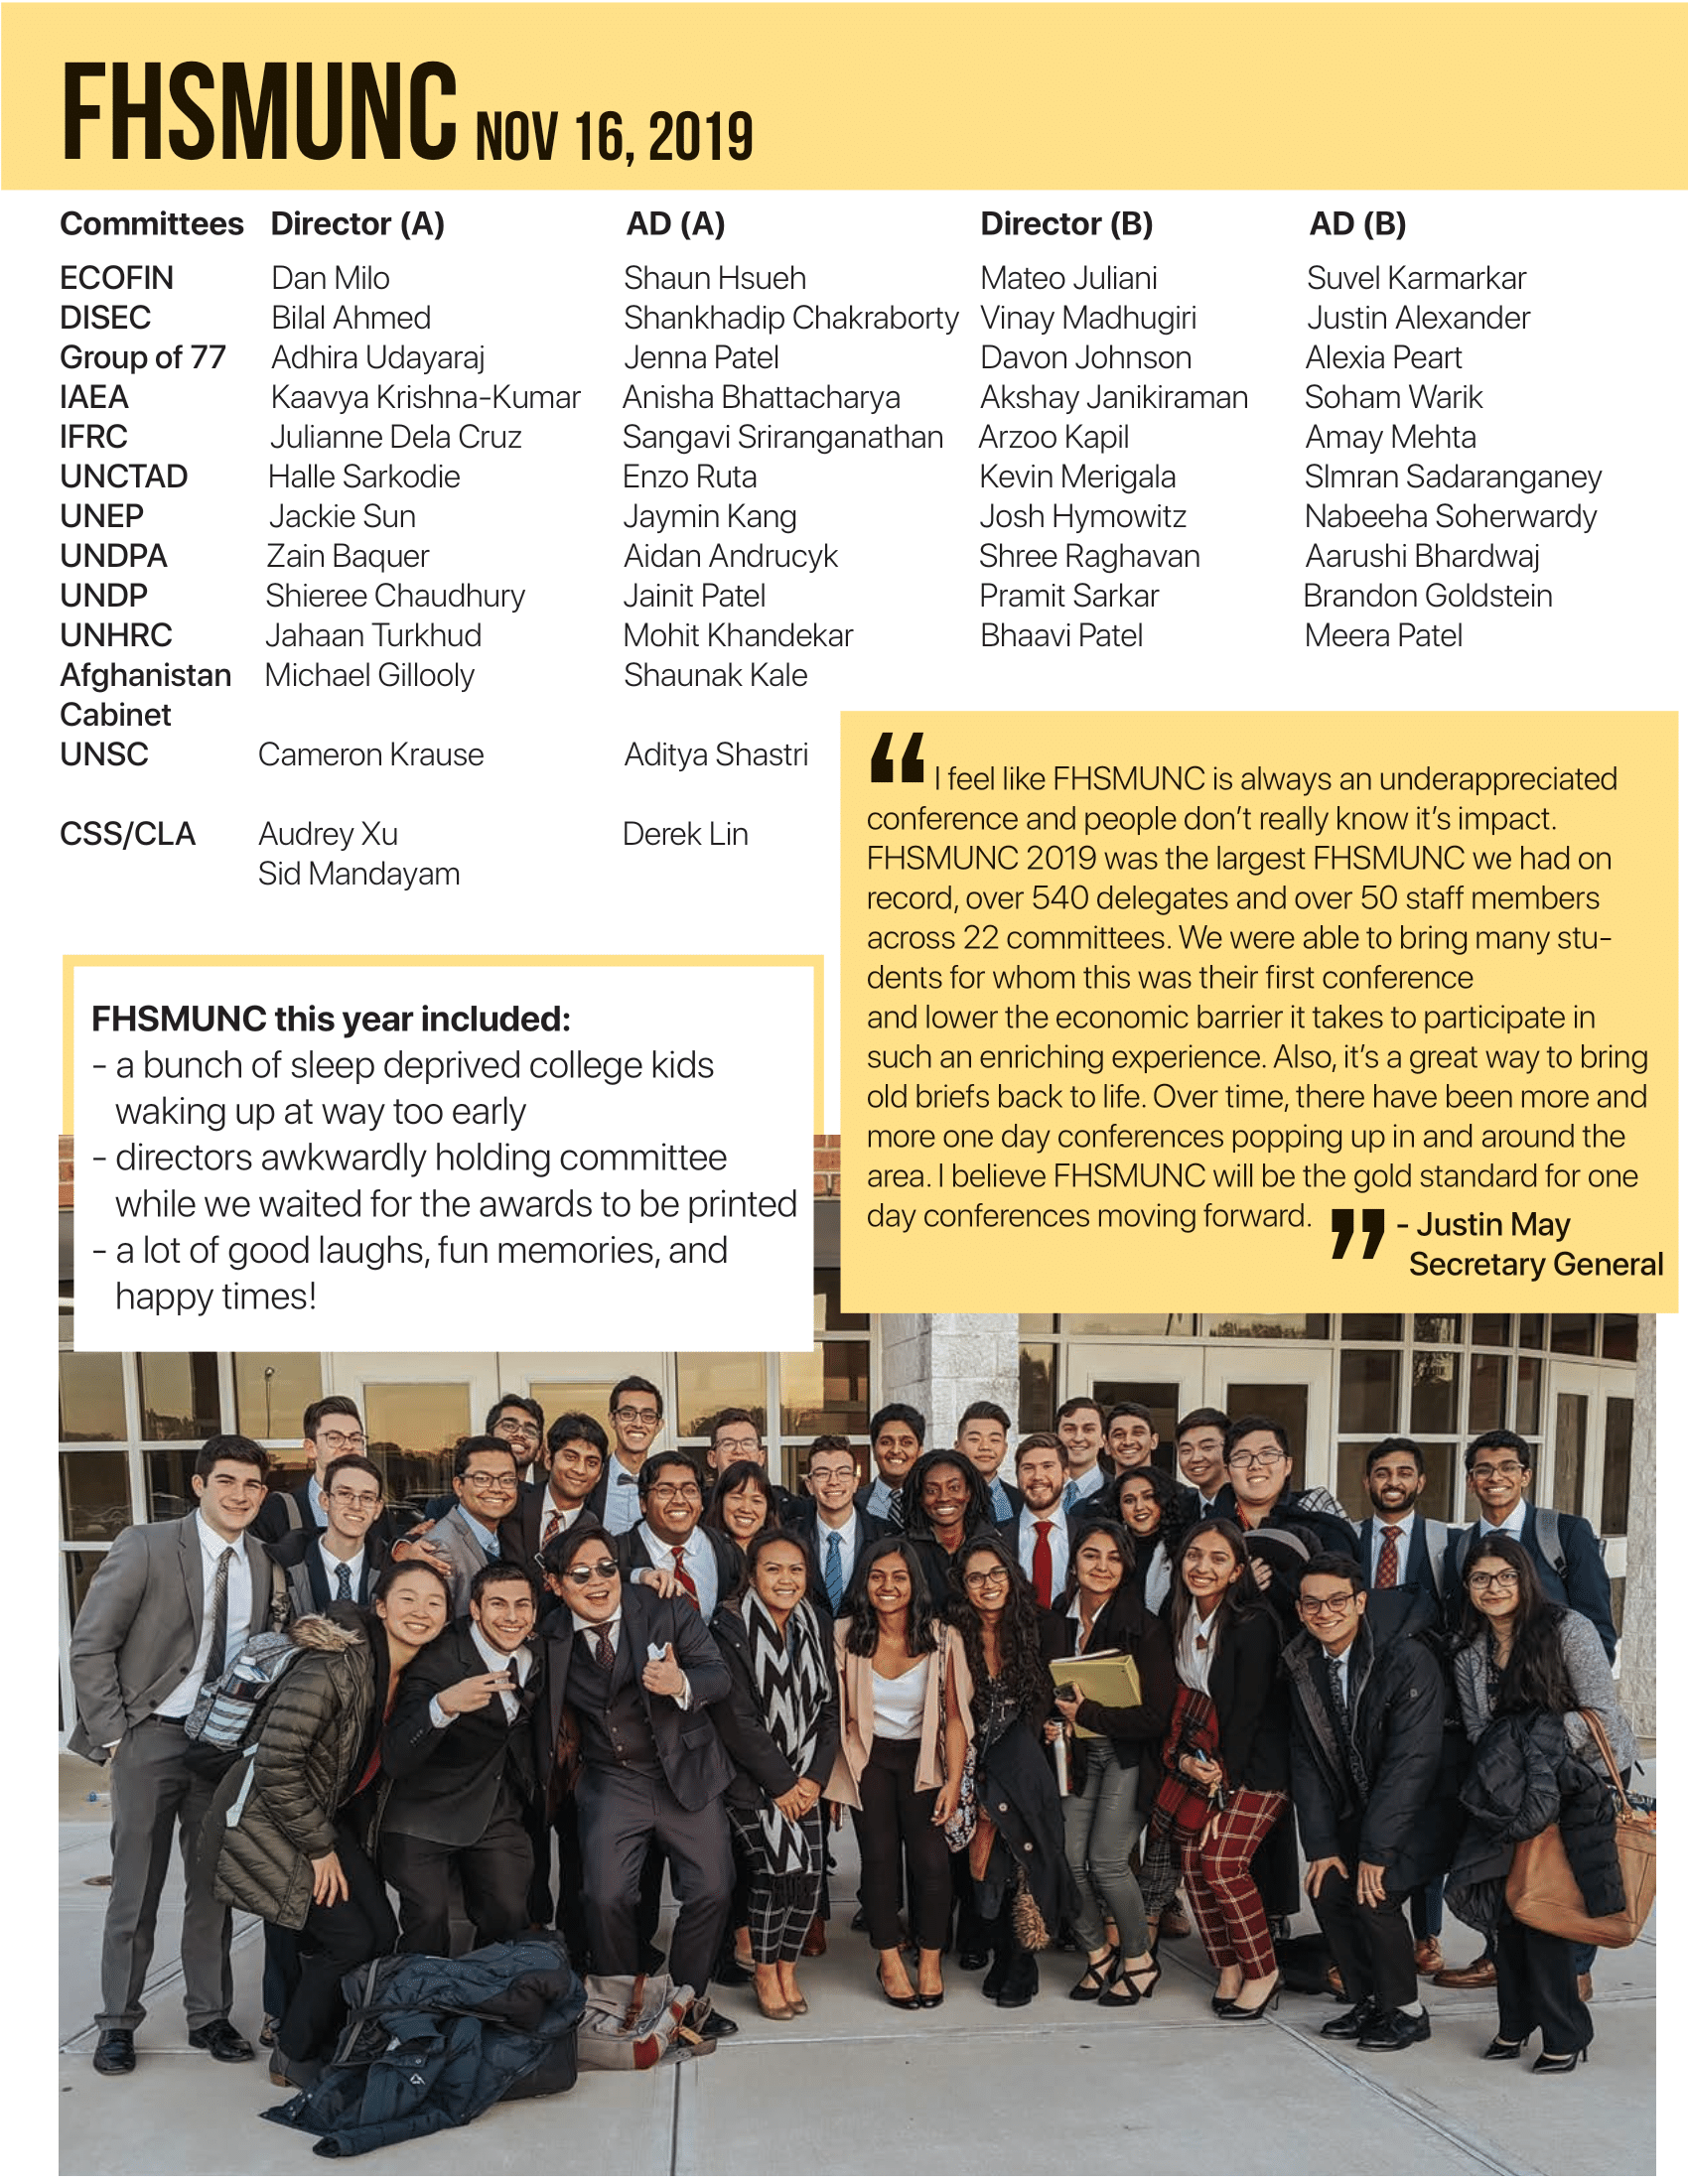 FHSMUNC NOV 16, 2019
Committees Director (A) AD (A) Director (B) AD (B)
ECOFIN Dan Milo Shaun Hsueh Mateo Juliani Suvel Karmarkar
DISEC Bilal Ahmed Shankhadip Chakraborty Vinay Madhugiri Justin Alexander
Group of 77 Adhira Udayaraj Jenna Patel Davon Johnson Alexia Peart
IAEA Kaavya Krishna-Kumar Anisha Bhattacharya Akshay Janikiraman Soham Warik
IFRC Julianne Dela Cruz Sangavi Sriranganathan Arzoo Kapil Amay Mehta
UNCTAD Halle Sarkodie Enzo Ruta Kevin Merigala SImran Sadaranganey
UNEP Jackie Sun Jaymin Kang Josh Hymowitz Nabeeha Soherwardy
UNDPA Zain Baquer Aidan Andrucyk Shree Raghavan Aarushi Bhardwaj
UNDP Shieree Chaudhury Jainit Patel Pramit Sarkar Brandon Goldstein
UNHRC Jahaan Turkhud Mohit Khandekar Bhaavi Patel Meera Patel
Afghanistan Michael Gillooly Shaunak Kale
Cabinet
UNSC Cameron Krause Aditya Shastri
CSS/CLA Audrey Xu Derek Lin
Sid Mandayam
“ I feel like FHSMUNC is always an underappreciated
conference and people don’t really know it’s impact.
FHSMUNC 2019 was the largest FHSMUNC we had on
record, over 540 delegates and over 50 staff members
across 22 committees. We were able to bring many stu-
dents for whom this was their first conference
and lower the economic barrier it takes to participate in
such an enriching experience. Also, it’s a great way to bring
old briefs back to life. Over time, there have been more and
more one day conferences popping up in and around the
area. I believe FHSMUNC will be the gold standard for one
day conferences moving forward. ” - Justin May
Secretary General
FHSMUNC this year included:
- a bunch of sleep deprived college kids
waking up at way too early
- directors awkwardly holding committee
while we waited for the awards to be printed
- a lot of good laughs, fun memories, and
happy times!